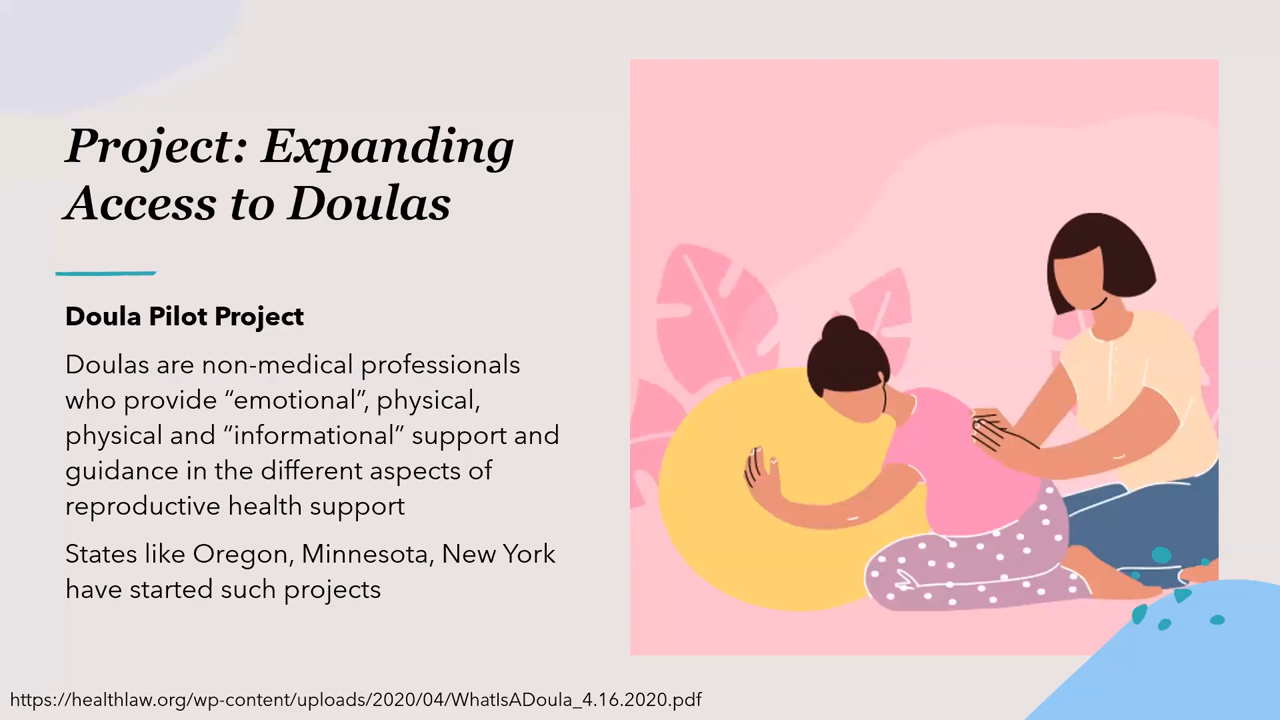 Project: Expanding
Access to Doulas
Doula Pilot Project
Doulas are non-medical professionals
who provide “emotional”, physical,
physical and “informational” support and
guidance in the different aspects of
reproductive health support
States like Oregon, Minnesota, New York
have started such projects
https://healthlaw.org/wp-content/uploads/2020/04/WhatIsADoula_4.16.2020.pdf